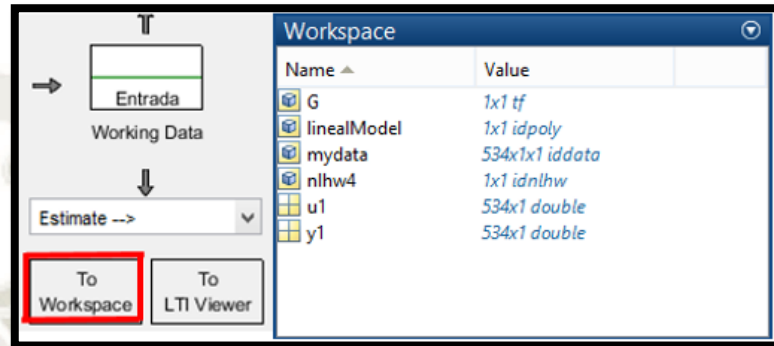 Entrada
Working Data
Estimate -->
To
Workspace
To
LTI Viewer
Workspace
Name Value
G 1x1 tf
linealModel 1x1 idpoly
mydata 534x1x1 iddata
nlhw4 1x1 idnlhw
u1 534x1 double
y1 534x1 double